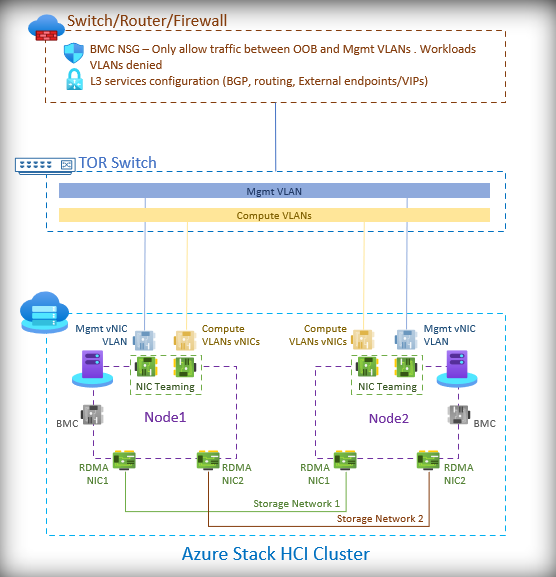 Switch/Router/Firewall
BMC NSG – Only allow traffic between OOB and Mgmt VLANs . Workloads
VLANs denied
L3 services configuration (BGP, routing, External endpoints/VIPs)
TOR Switch
Mgmt VLAN
Compute VLANs
Mgmt vNIC
VLAN
Compute
VLANs vNICs
Compute
VLANs vNICs
Mgmt vNIC
VLAN
NIC Teaming
NIC Teaming
BMC
Node1
Node2
BMC
RDMA
NIC1
RDMA
NIC2
RDMA
NIC1
RDMA
NIC2
Storage Network 1
Storage Network 2
Azure Stack HCI Cluster